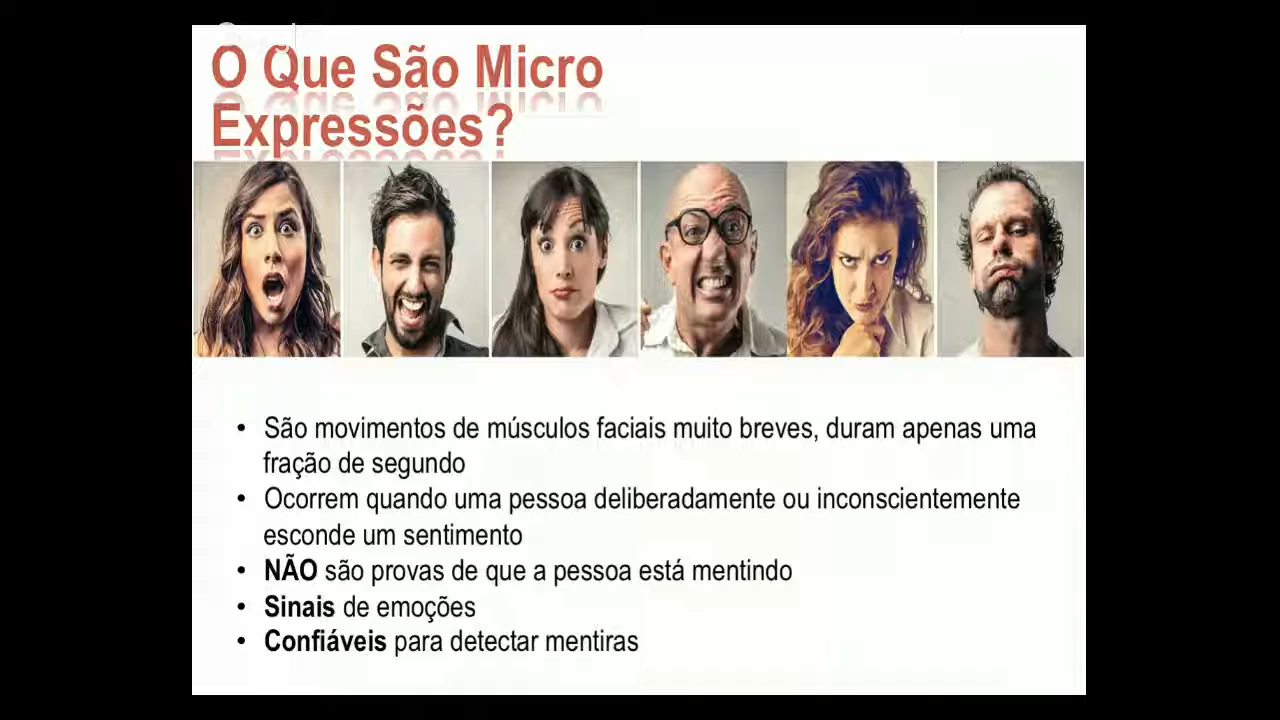 O Que São Micro
Expressões?
• São movimentos de músculos faciais muito breves, duram apenas uma
fração de segundo
• Ocorrem quando uma pessoa deliberadamente ou inconscientemente
esconde um sentimento
• NÃO são provas de que a pessoa está mentindo
• Sinais de emoções
• Confiáveis para detectar mentiras